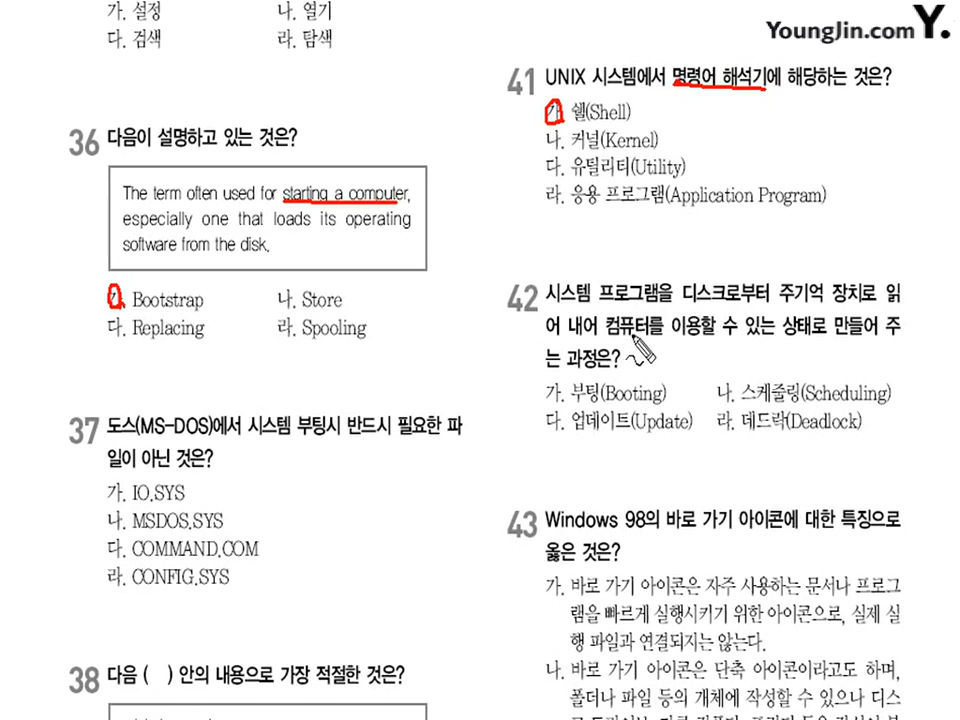 가. 설정 나. 열기
다. 검색 라. 탐색
YoungJin.com Y.
36 다음이 설명하고 있는 것은?
The term often used for starting a computer,
especially one that loads its operating
software from the disk.
가. Bootstrap 나. Store
다. Replacing 라. Spooling
37 도스(MS-DOS)에서 시스템 부팅시 반드시 필요한 파
일이 아닌 것은?
가. IO.SYS
나. MSDOS.SYS
다. COMMAND.COM
라. CONFIG.SYS
38 다음 ( ) 안의 내용으로 가장 적절한 것은?
41 UNIX 시스템에서 명령어 해석기에 해당하는 것은?
가. 쉘(Shell)
나. 커널(Kernel)
다. 유틸리티(Utility)
라. 응용 프로그램(Application Program)
42 시스템 프로그램을 디스크로부터 주기억 장치로 읽
어 내어 컴퓨터를 이용할 수 있는 상태로 만들어 주
는 과정은?
가. 부팅(Booting) 나. 스케줄링(Scheduling)
다. 업데이트(Update) 라. 데드락(Deadlock)
43 Windows 98의 바로 가기 아이콘에 대한 특징으로
옳은 것은?
가. 바로 가기 아이콘은 자주 사용하는 문서나 프로그
램을 빠르게 실행시키기 위한 아이콘으로, 실제 실
행 파일과 연결되지는 않는다.
나. 바로 가기 아이콘은 단축 아이콘이라고도 하며,
폴더나 파일 등의 개체에 작성할 수 있으나 디스